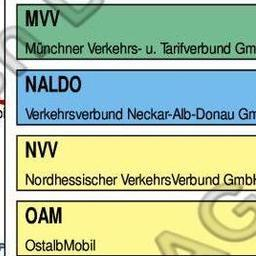 MVV
Münchner Verkehrs- u. Tarifverbund Gm
NALDO
Verkehrsverbund Neckar-Alb-Donau Gm
NVV
Nordhessischer VerkehrsVerbund GmbH
OAM
OstalbMobil